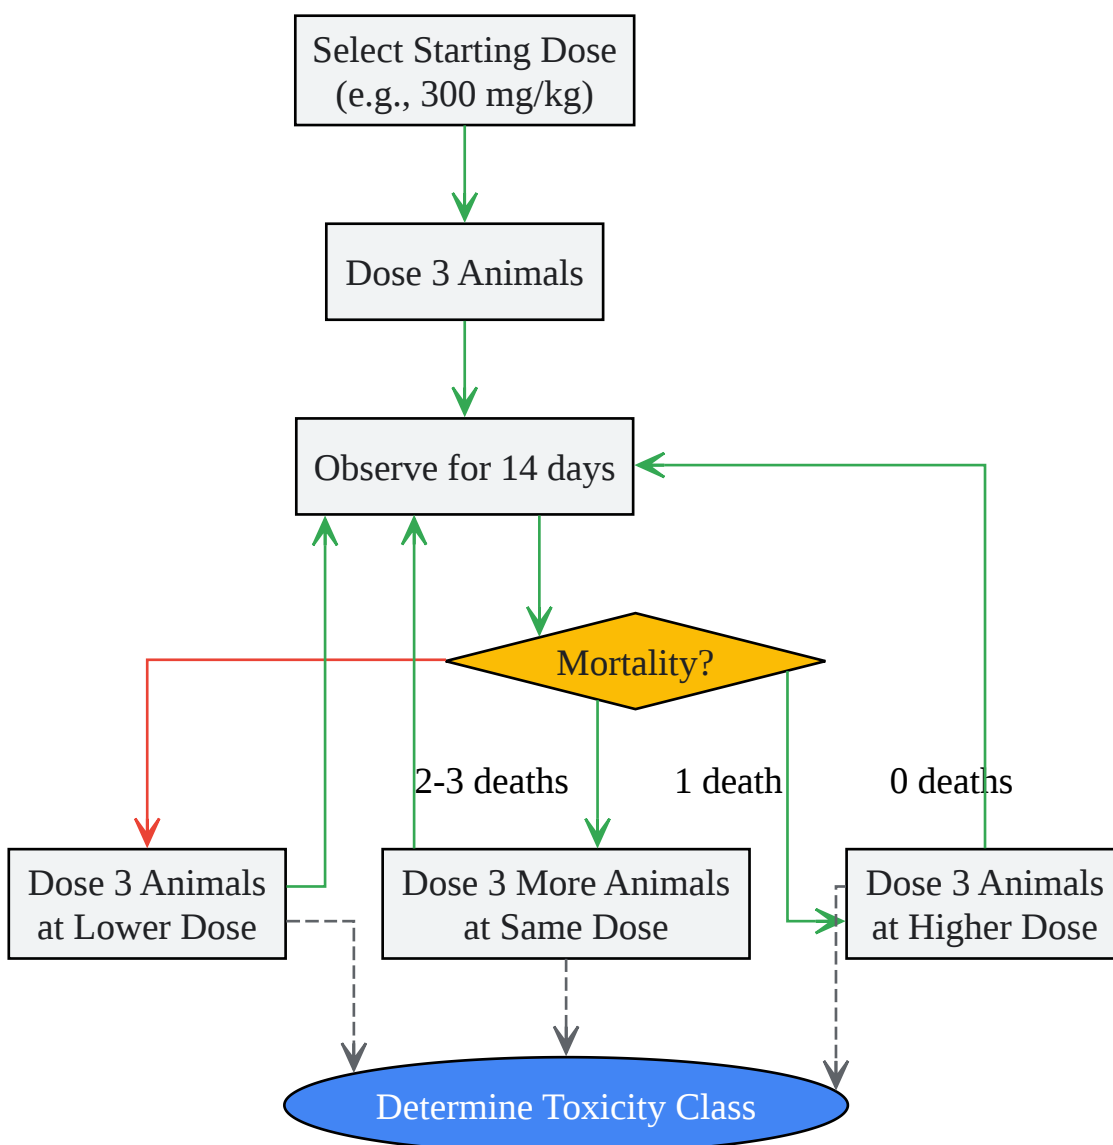 Select Starting Dose
(e.g., 300 mg/kg)
Dose 3 Animals
Observe for 14 days
Mortality?
2-3 deaths
1 death
0 deaths
Dose 3 Animals
at Lower Dose
Dose 3 More Animals
at Same Dose
Dose 3 Animals
at Higher Dose
Determine Toxicity Class